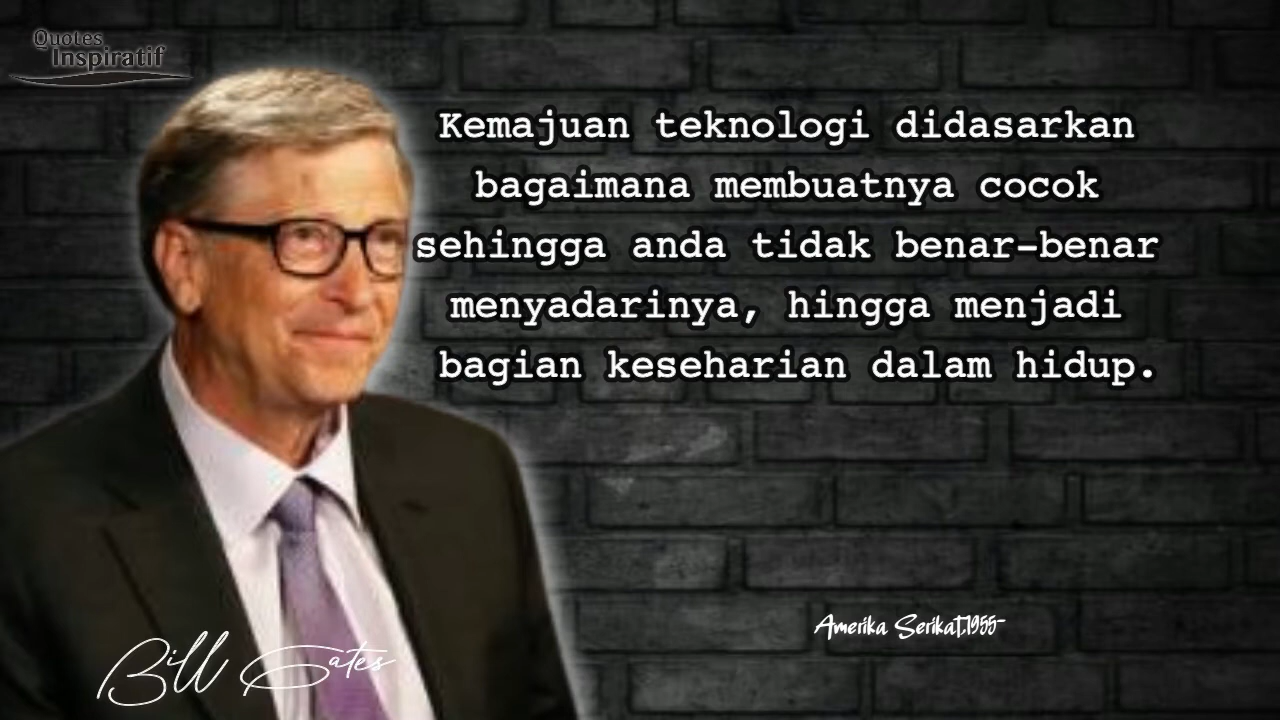 Quotes
Inspiratif
Kemajuan teknologi didasarkan
bagaimana membuatnya cocok
sehingga anda tidak benar-benar
menyadarinya, hingga menjadi
bagian keseharian dalam hidup.
Amerika Serikat,1955-
Bill Gates